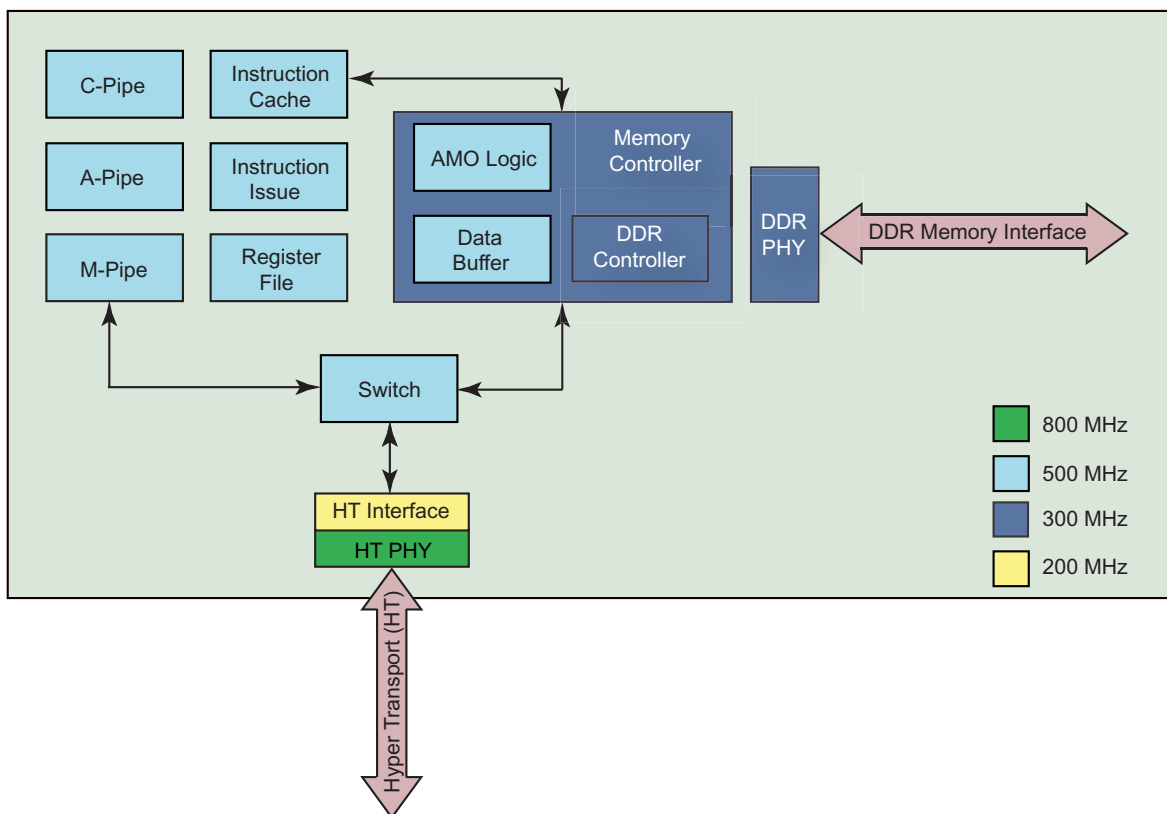 C-Pipe
Instruction
Cache
A-Pipe
Instruction
Issue
M-Pipe
Register
File
AMO Logic
Memory
Controller
Data
Buffer
DDR
Controller
DDR
PHY
DDR Memory Interface
Switch
HT Interface
HT PHY
Hyper Transport (HT)
800 MHz
500 MHz
300 MHz
200 MHz